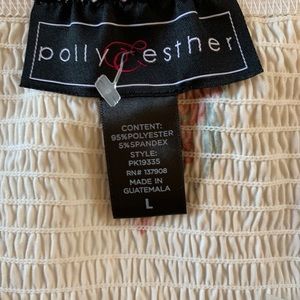 polly & esther
CONTENT:
95%POLYESTER
5%SPANDEX
STYLE:
PK19335
RN# 137908
MADE IN
GUATEMALA
L